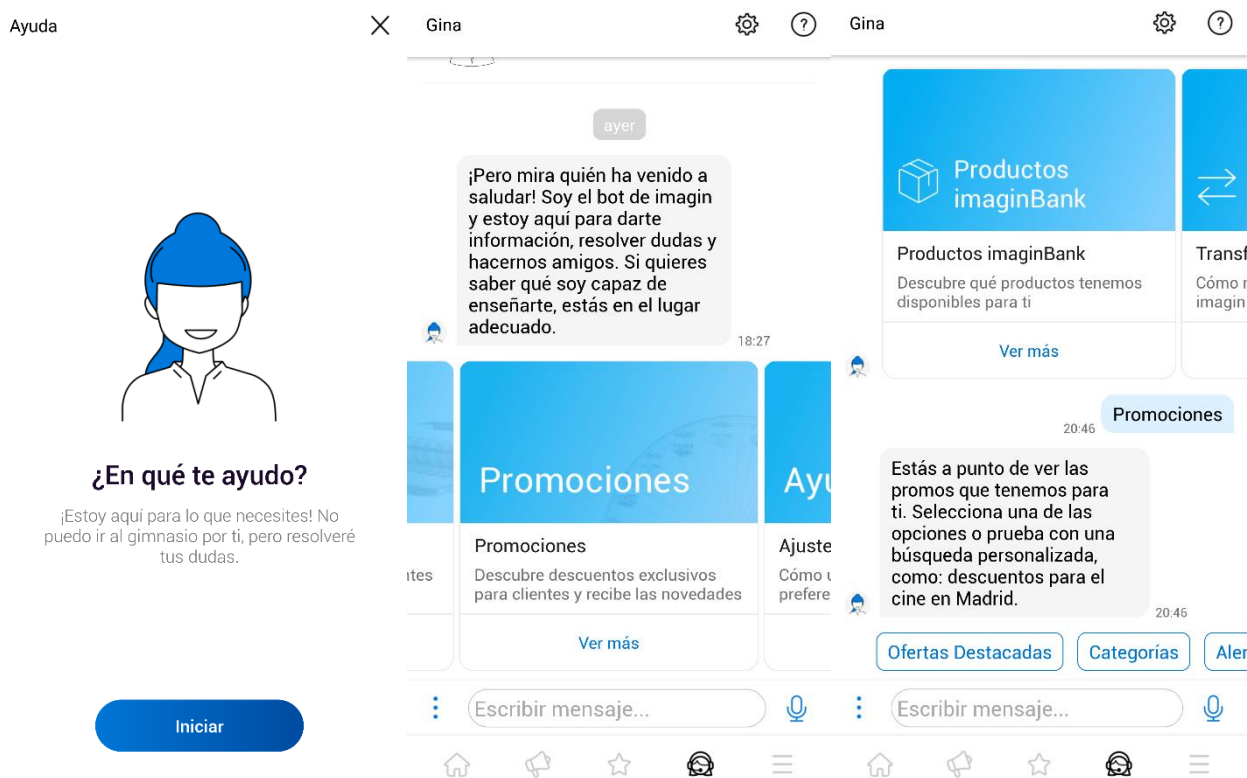 Ayuda
¿En qué te ayudo?
¡Estoy aquí para lo que necesites! No
puedo ir al gimnasio por ti, pero resolveré
tus dudas.
Iniciar
Gina
ayer
¡Pero mira quién ha venido a
saludar! Soy el bot de imagin
y estoy aquí para darte
información, resolver dudas y
hacernos amigos. Si quieres
saber qué soy capaz de
enseñarte, estás en el lugar
adecuado.
18:27
ntes
Promociones
Promociones
Descubre descuentos exclusivos
para clientes y recibe las novedades
Ver más
Ayu
Ajuste
Cómo u
prefere
Escribir mensaje...
Gina
Productos
imaginBank
Productos imaginBank
Descubre qué productos tenemos
disponibles para ti
Ver más
Transf
Cómo r
imagin
Promociones
20:46
Estás a punto de ver las
promos que tenemos para
ti. Selecciona una de las
opciones o prueba con una
búsqueda personalizada,
como: descuentos para el
cine en Madrid.
20:46
Ofertas Destacadas
Categorías
Aler
Escribir mensaje...